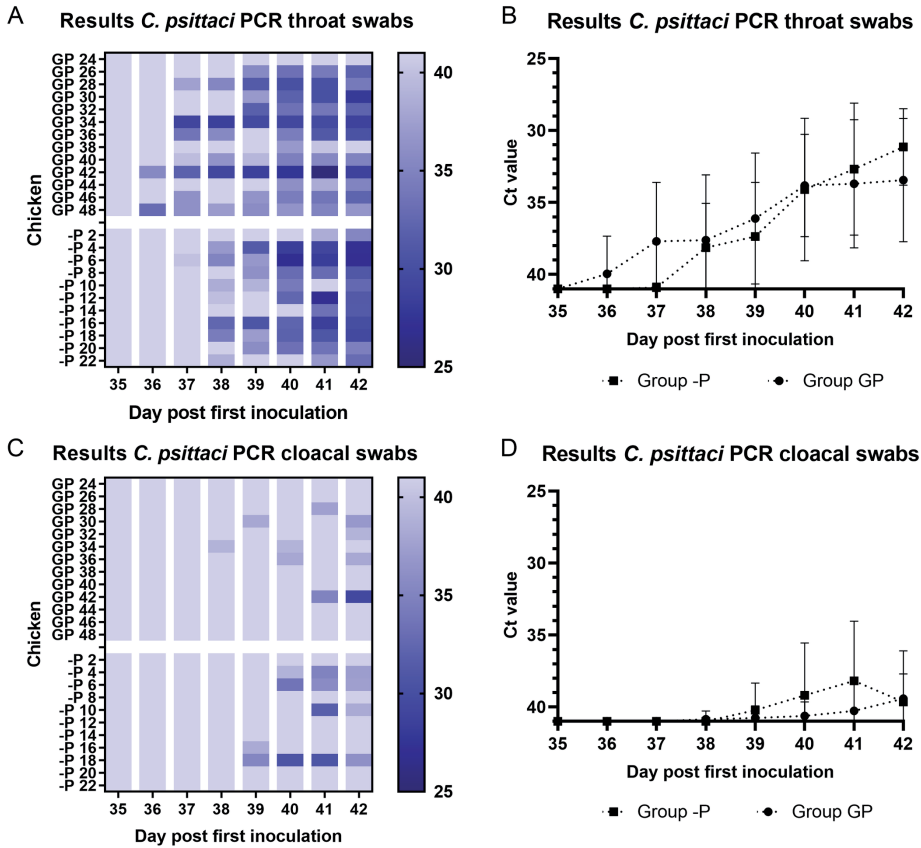 A
Results C. psittaci PCR throat swabs
GP 24
GP 26
GP 28
GP 30
GP 32
GP 34
GP 36
GP 38
GP 40
GP 42
GP 44
GP 46
GP 48
-P 2
-P 4
-P 6
-P 8
-P 10
-P 12
-P 14
-P 16
-P 18
-P 20
-P 22
Chicken
35 36 37 38 39 40 41 42
Day post first inoculation
40
35
30
25
B
Results C. psittaci PCR throat swabs
25
30
35
40
Ct value
35 36 37 38 39 40 41 42
Day post first inoculation
Group -P Group GP
C
Results C. psittaci PCR cloacal swabs
GP 24
GP 26
GP 28
GP 30
GP 32
GP 34
GP 36
GP 38
GP 40
GP 42
GP 44
GP 46
GP 48
-P 2
-P 4
-P 6
-P 8
-P 10
-P 12
-P 14
-P 16
-P 18
-P 20
-P 22
Chicken
35 36 37 38 39 40 41 42
Day post first inoculation
40
35
30
25
D
Results C. psittaci PCR cloacal swabs
25
30
35
40
Ct value
35 36 37 38 39 40 41 42
Day post first inoculation
Group -P Group GP